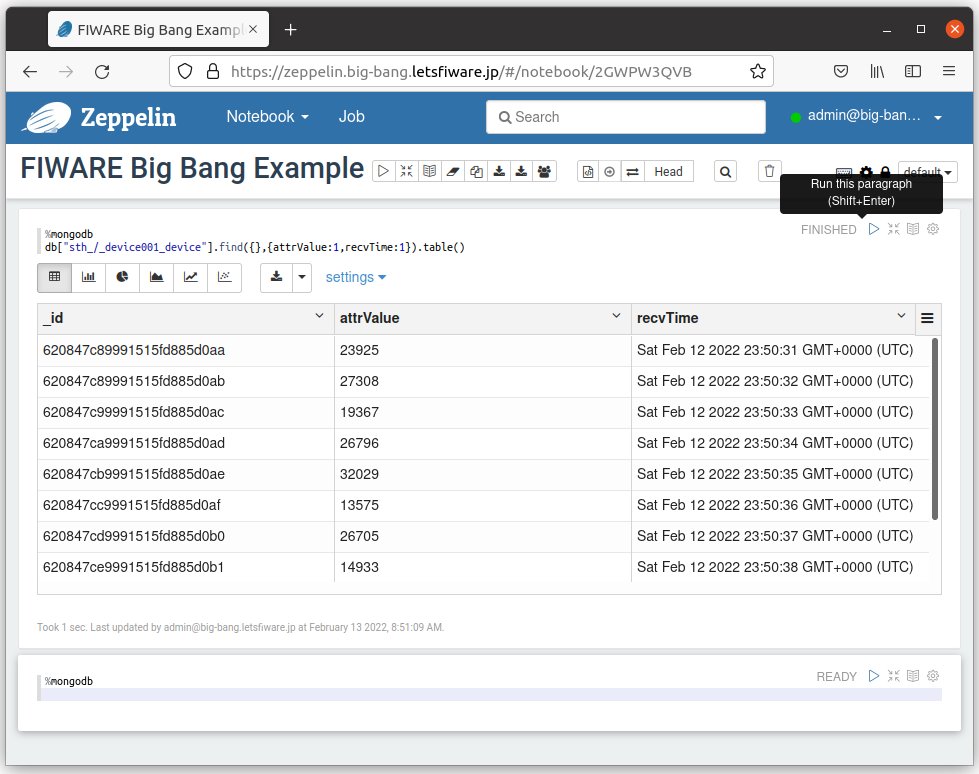 FIWARE Big Bang Exampl
https://zeppelin.big-bang.letsfiware.jp/#/notebook/2GWPW3QVB
Zeppelin Notebook Job Search admin@big-ban...
FIWARE Big Bang Example Head default
Run this paragraph
(Shift+Enter)
FINISHED
%mongodb
db["sth_/_device001_device"].find({},{attrValue:1,recvTime:1}).table()
settings
_id attrValue recvTime
620847c89991515fd885d0aa 23925 Sat Feb 12 2022 23:50:31 GMT+0000 (UTC)
620847c89991515fd885d0ab 27308 Sat Feb 12 2022 23:50:32 GMT+0000 (UTC)
620847c99991515fd885d0ac 19367 Sat Feb 12 2022 23:50:33 GMT+0000 (UTC)
620847ca9991515fd885d0ad 26796 Sat Feb 12 2022 23:50:34 GMT+0000 (UTC)
620847cb9991515fd885d0ae 32029 Sat Feb 12 2022 23:50:35 GMT+0000 (UTC)
620847cc9991515fd885d0af 13575 Sat Feb 12 2022 23:50:36 GMT+0000 (UTC)
620847cd9991515fd885d0b0 26705 Sat Feb 12 2022 23:50:37 GMT+0000 (UTC)
620847ce9991515fd885d0b1 14933 Sat Feb 12 2022 23:50:38 GMT+0000 (UTC)
Took 1 sec. Last updated by admin@big-bang.letsfiware.jp at February 13 2022, 8:51:09 AM.
%mongodb
READY